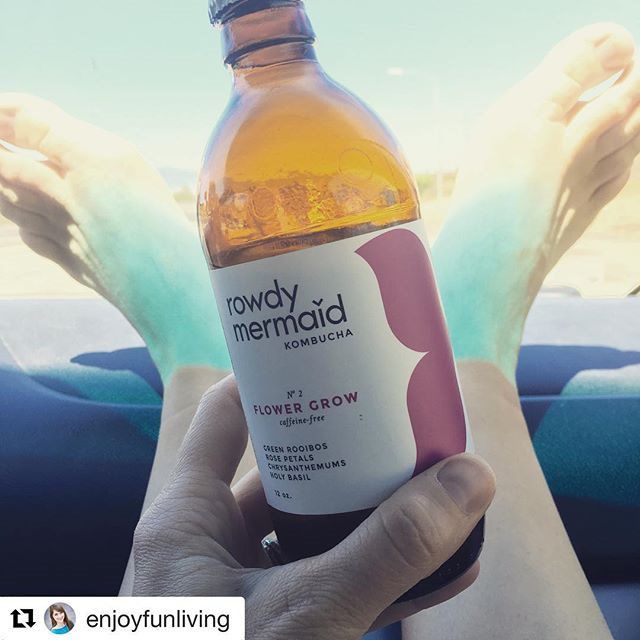 rowdy
mermaid
KOMBUCHA
Nº 2
FLOWER GROW
caffeine-free
GREEN ROOIBOS
ROSE PETALS
CHRYSANTHEMUMS
HOLY BASIL
12 oz.
enjoyfunliving